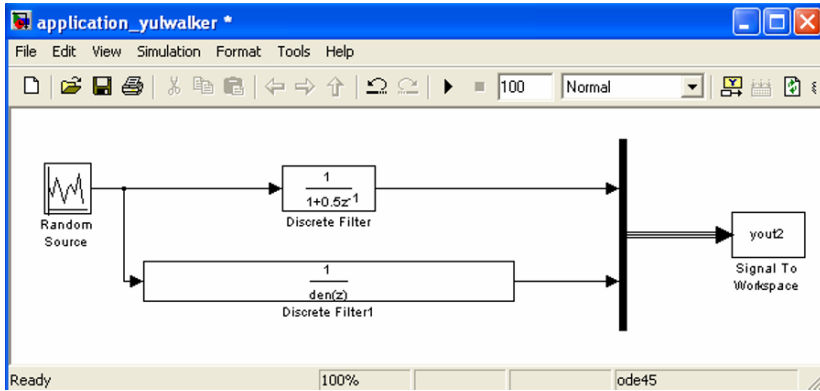 application_yulwalker *
File Edit View Simulation Format Tools Help
100 Normal
1
1+0.5z-1
Random
Source
Discrete Filter
yout2
1
den(z)
Signal To
Workspace
Discrete Filter1
Ready 100% ode45